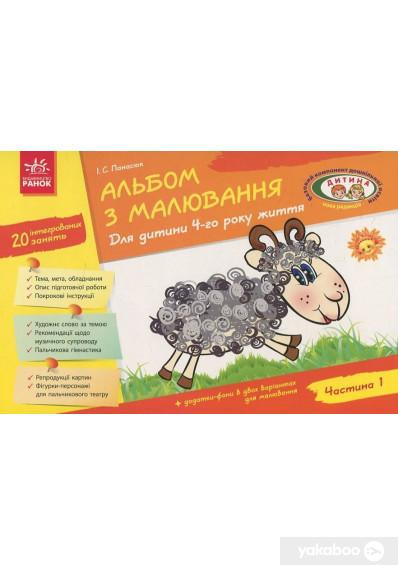 ВИДАВНИЦТВО
РАНОК
І. С. Панасюк
АЛЬБОМ
З МАЛЮВАННЯ
Для дитини 4-го року життя
Базовий компонент дошкільної освіти
ДИТИНА
нова редакція
20 інтегрованих
занять
✓ Тема, мета, обладнання
✓ Опис підготовчої роботи
✓ Покрокові інструкції
✓ Художнє слово за темою
✓ Рекомендації щодо
музичного супроводу
✓ Пальчикова гімнастика
✓ Репродукції картин
✓ Фігурки-персонажі
для пальчикового театру
+ додатки-фони в двох варіантах
для малювання
Частина 1
yakaboo